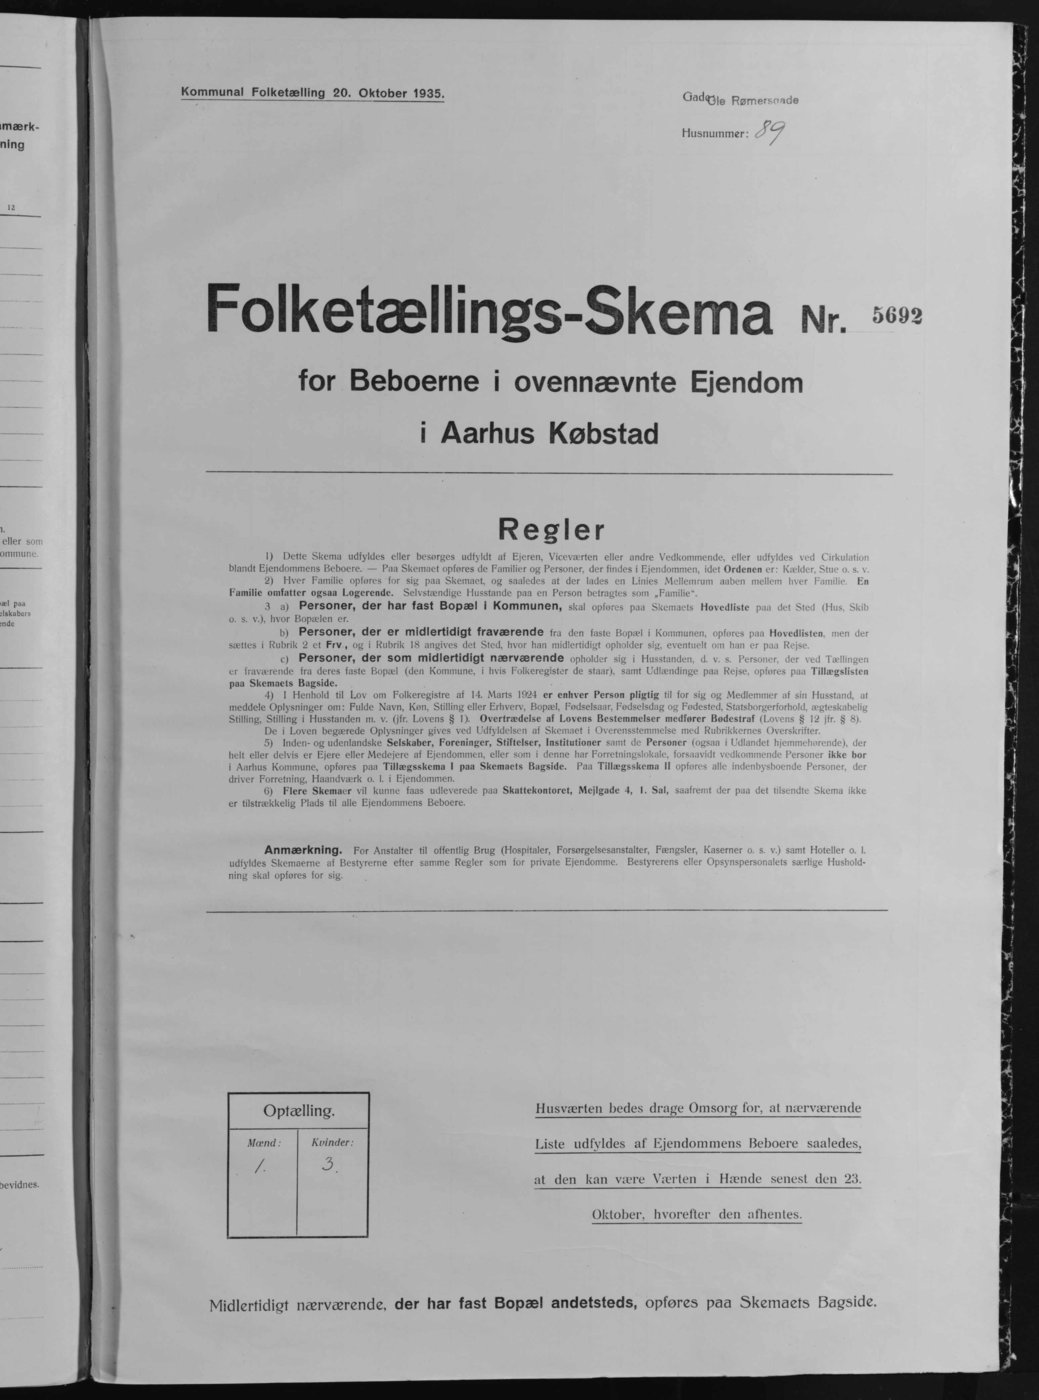 Kommunal Folketælling 20. Oktober 1935.
Gade: Ole Rømersgade
Husnummer: 89
Folketællings-Skema Nr. 5692
for Beboerne i ovennævnte Ejendom
i Aarhus Købstad
Regler
1) Dette Skema udfyldes eller besørges udfyldt af Ejeren, Viceværten eller andre Vedkommende, eller udfyldes ved Cirkulation
blandt Ejendommens Beboere. — Paa Skemaet opføres de Familier og Personer, der findes i Ejendommen, idet Ordenen er: Kælder, Stue o. s. v.
2) Hver Familie opføres for sig paa Skemaet, og saaledes at der lades en Linies Mellemrum aaben mellem hver Familie. En
Familie omfatter ogsaa Logerende. Selvstændige Husstande paa en Person betragtes som „Familie“.
3 a) Personer, der har fast Bopæl i Kommunen, skal opføres paa Skemaets Hovedliste paa det Sted (Hus, Skib
o. s. v.), hvor Bopælen er.
b) Personer, der er midlertidigt fraværende fra den faste Bopæl i Kommunen, opføres paa Hovedlisten, men der
sættes i Rubrik 2 et Frv., og i Rubrik 18 angives det Sted, hvor han midlertidigt opholder sig, eventuelt om han er paa Rejse.
c) Personer, der som midlertidigt nærværende opholder sig i Husstanden, d. v. s. Personer, der ved Tællingen
er fraværende fra deres faste Bopæl (den Kommune, i hvis Folkeregister de staar), samt Udlændinge paa Rejse, opføres paa Tillægslisten
paa Skemaets Bagside.
4) I Henhold til Lov om Folkeregistre af 14. Marts 1924 er enhver Person pligtig til for sig og Medlemmer af sin Husstand, at
meddele Oplysninger om: Fulde Navn, Køn, Stilling eller Erhverv, Bopæl, Fødselsaar, Fødselsdag og Fødested, Statsborgerforhold, ægteskabelig
Stilling, Stilling i Husstanden m. v. (jfr. Lovens § 1). Overtrædelse af Lovens Bestemmelser medfører Bødestraf (Lovens § 12 jfr. § 8).
De i Loven begærede Oplysninger gives ved Udfyldelsen af Skemaet i Overensstemmelse med Rubrikkernes Overskrifter.
5) Inden- og udenlandske Selskaber, Foreninger, Stiftelser, Institutioner samt de Personer (ogsaa i Udlandet hjemmehørende), der
helt eller delvis er Ejere eller Medejere af Ejendommen, eller som i denne har Forretningslokale, forsaavidt vedkommende Personer ikke bor
i Aarhus Kommune, opføres paa Tillægsskema I paa Skemaets Bagside. Paa Tillægsskema II opføres alle indenbysboende Personer, der
driver Forretning, Haandværk o. l. i Ejendommen.
6) Flere Skemaer vil kunne faas udleverede paa Skattekontoret, Mejlgade 4, 1. Sal, saafremt der paa det tilsendte Skema ikke
er tilstrækkelig Plads til alle Ejendommens Beboere.
Anmærkning. For Anstalter til offentlig Brug (Hospitaler, Forsørgelsesanstalter, Fængsler, Kaserner o. s. v.) samt Hoteller o. l.
udfyldes Skemaerne af Bestyrerne efter samme Regler som for private Ejendomme. Bestyrerens eller Opsynspersonalets særlige Hushold-
ning skal opføres for sig.
Optælling.
Mænd: Kvinder:
1. 3.
Husværten bedes drage Omsorg for, at nærværende
Liste udfyldes af Ejendommens Beboere saaledes,
at den kan være Værten i Hænde senest den 23.
Oktober, hvorefter den afhentes.
Midlertidigt nærværende, der har fast Bopæl andetsteds, opføres paa Skemaets Bagside.